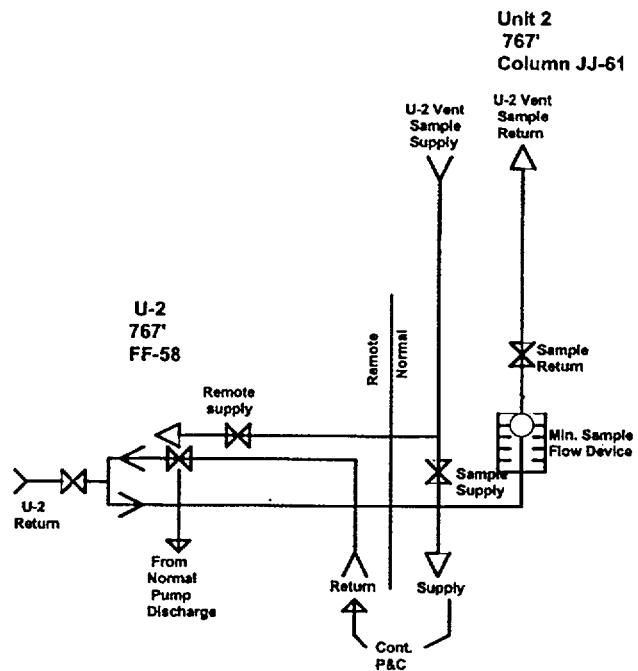 Unit 2
767'
Column JJ-61
U-2 Vent
Sample
Supply
U-2 Vent
Sample
Return
U-2
767'
FF-58
Remote
Normal
Sample
Return
Remote
supply
Min. Sample
Flow Device
Sample
Supply
U-2
Return
From
Normal
Pump
Discharge
Return
Supply
Cont.
P&C